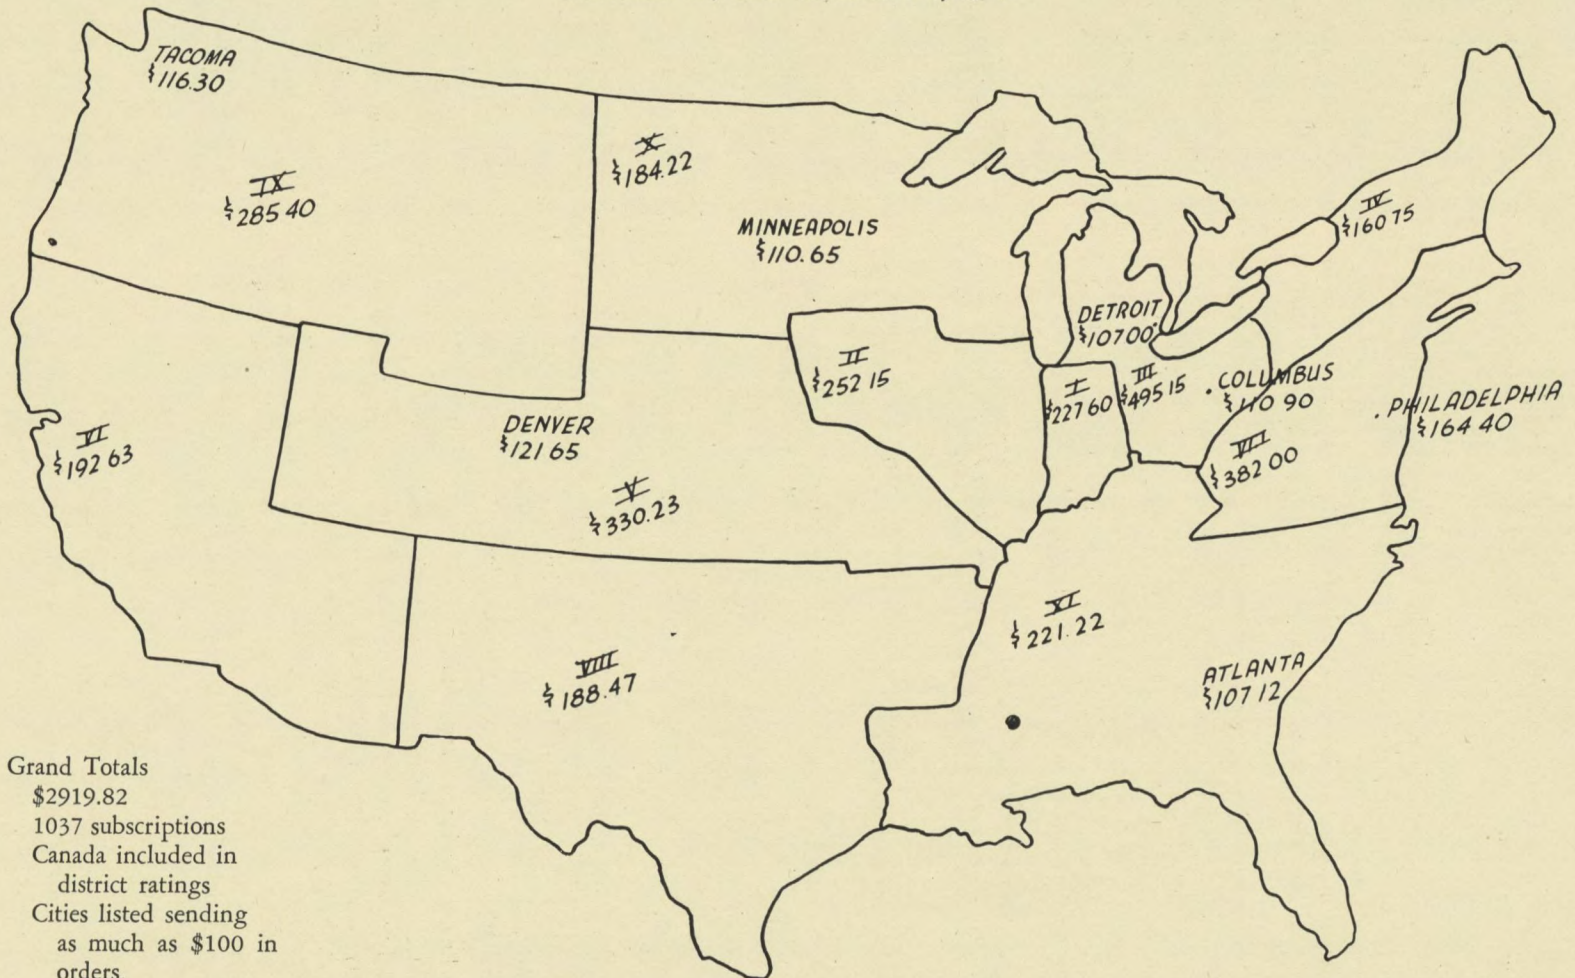 TACOMA
$116.30
IX
$285 40
X
$184.22
MINNEAPOLIS
$110.65
IV
$160 75
DETROIT
$107 00
II
$252 15
I
$227 60
III
$495 15
COLUMBUS
$110 90
PHILADELPHIA
$164 40
VII
$382 00
VI
$192 63
DENVER
$121 65
V
$330.23
XI
$221.22
VIII
$188.47
ATLANTA
$107 12
Grand Totals
$2919.82
1037 subscriptions
Canada included in
district ratings
Cities listed sending
as much as $100 in
orders